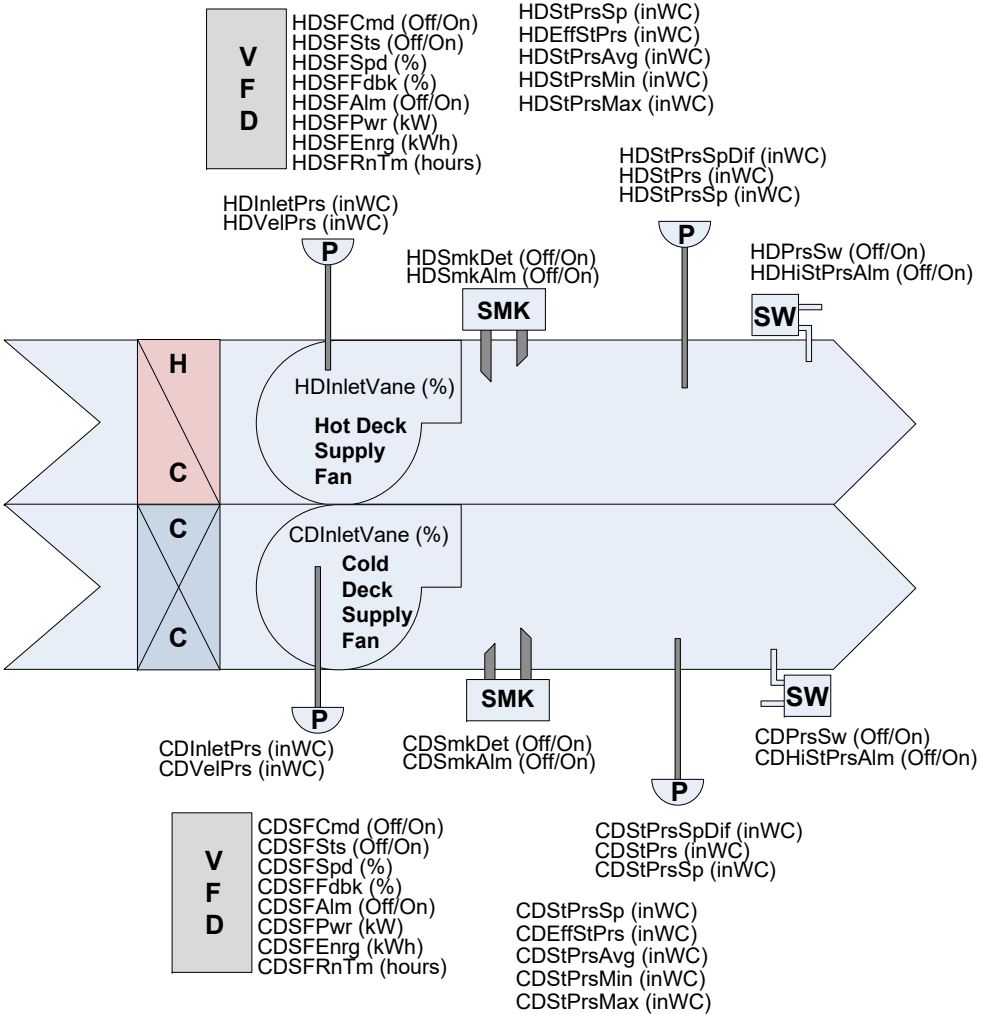 V
F
D
HDSFCmd (Off/On)
HDSFSts (Off/On)
HDSFSpd (%)
HDSFFdbk (%)
HDSFAlm (Off/On)
HDSFPwr (kW)
HDSFEnrg (kWh)
HDSFRnTm (hours)
HDStPrsSp (inWC)
HDEffStPrs (inWC)
HDStPrsAvg (inWC)
HDStPrsMin (inWC)
HDStPrsMax (inWC)
HDStPrsSpDif (inWC)
HDStPrs (inWC)
HDStPrsSp (inWC)
HDInletPrs (inWC)
HDVelPrs (inWC)
P
P
HDSmkDet (Off/On)
HDSmkAlm (Off/On)
SMK
HDPrsSw (Off/On)
HDHiStPrsAlm (Off/On)
SW
H
C
HDInletVane (%)
Hot Deck
Supply
Fan
C
C
CDInletVane (%)
Cold
Deck
Supply
Fan
SMK
SW
P
CDInletPrs (inWC)
CDVelPrs (inWC)
CDSmkDet (Off/On)
CDSmkAlm (Off/On)
CDPrsSw (Off/On)
CDHiStPrsAlm (Off/On)
P
CDStPrsSpDif (inWC)
CDStPrs (inWC)
CDStPrsSp (inWC)
V
F
D
CDSFCmd (Off/On)
CDSFSts (Off/On)
CDSFSpd (%)
CDSFFdbk (%)
CDSFAlm (Off/On)
CDSFPwr (kW)
CDSFEnrg (kWh)
CDSFRnTm (hours)
CDStPrsSp (inWC)
CDEffStPrs (inWC)
CDStPrsAvg (inWC)
CDStPrsMin (inWC)
CDStPrsMax (inWC)